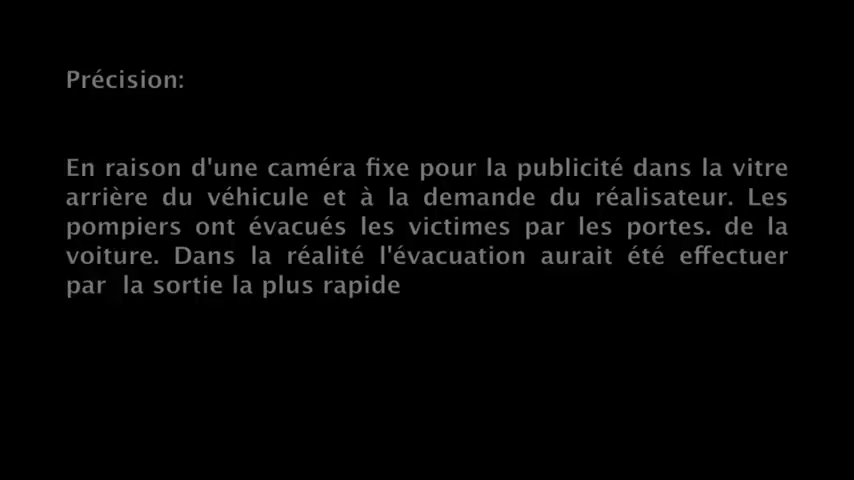 Précision:
En raison d'une caméra fixe pour la publicité dans la vitre
arrière du véhicule et à la demande du réalisateur. Les
pompiers ont évacués les victimes par les portes. de la
voiture. Dans la réalité l'évacuation aurait été effectuer
par  la sortie la plus rapide